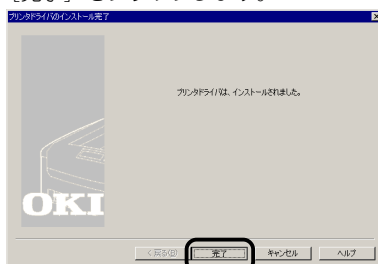 [完了]をクリックします。
プリンタドライバのインストール完了
プリンタドライバは、インストールされました。
OKI
< 戻る(B)
完了
キャンセル
ヘルプ